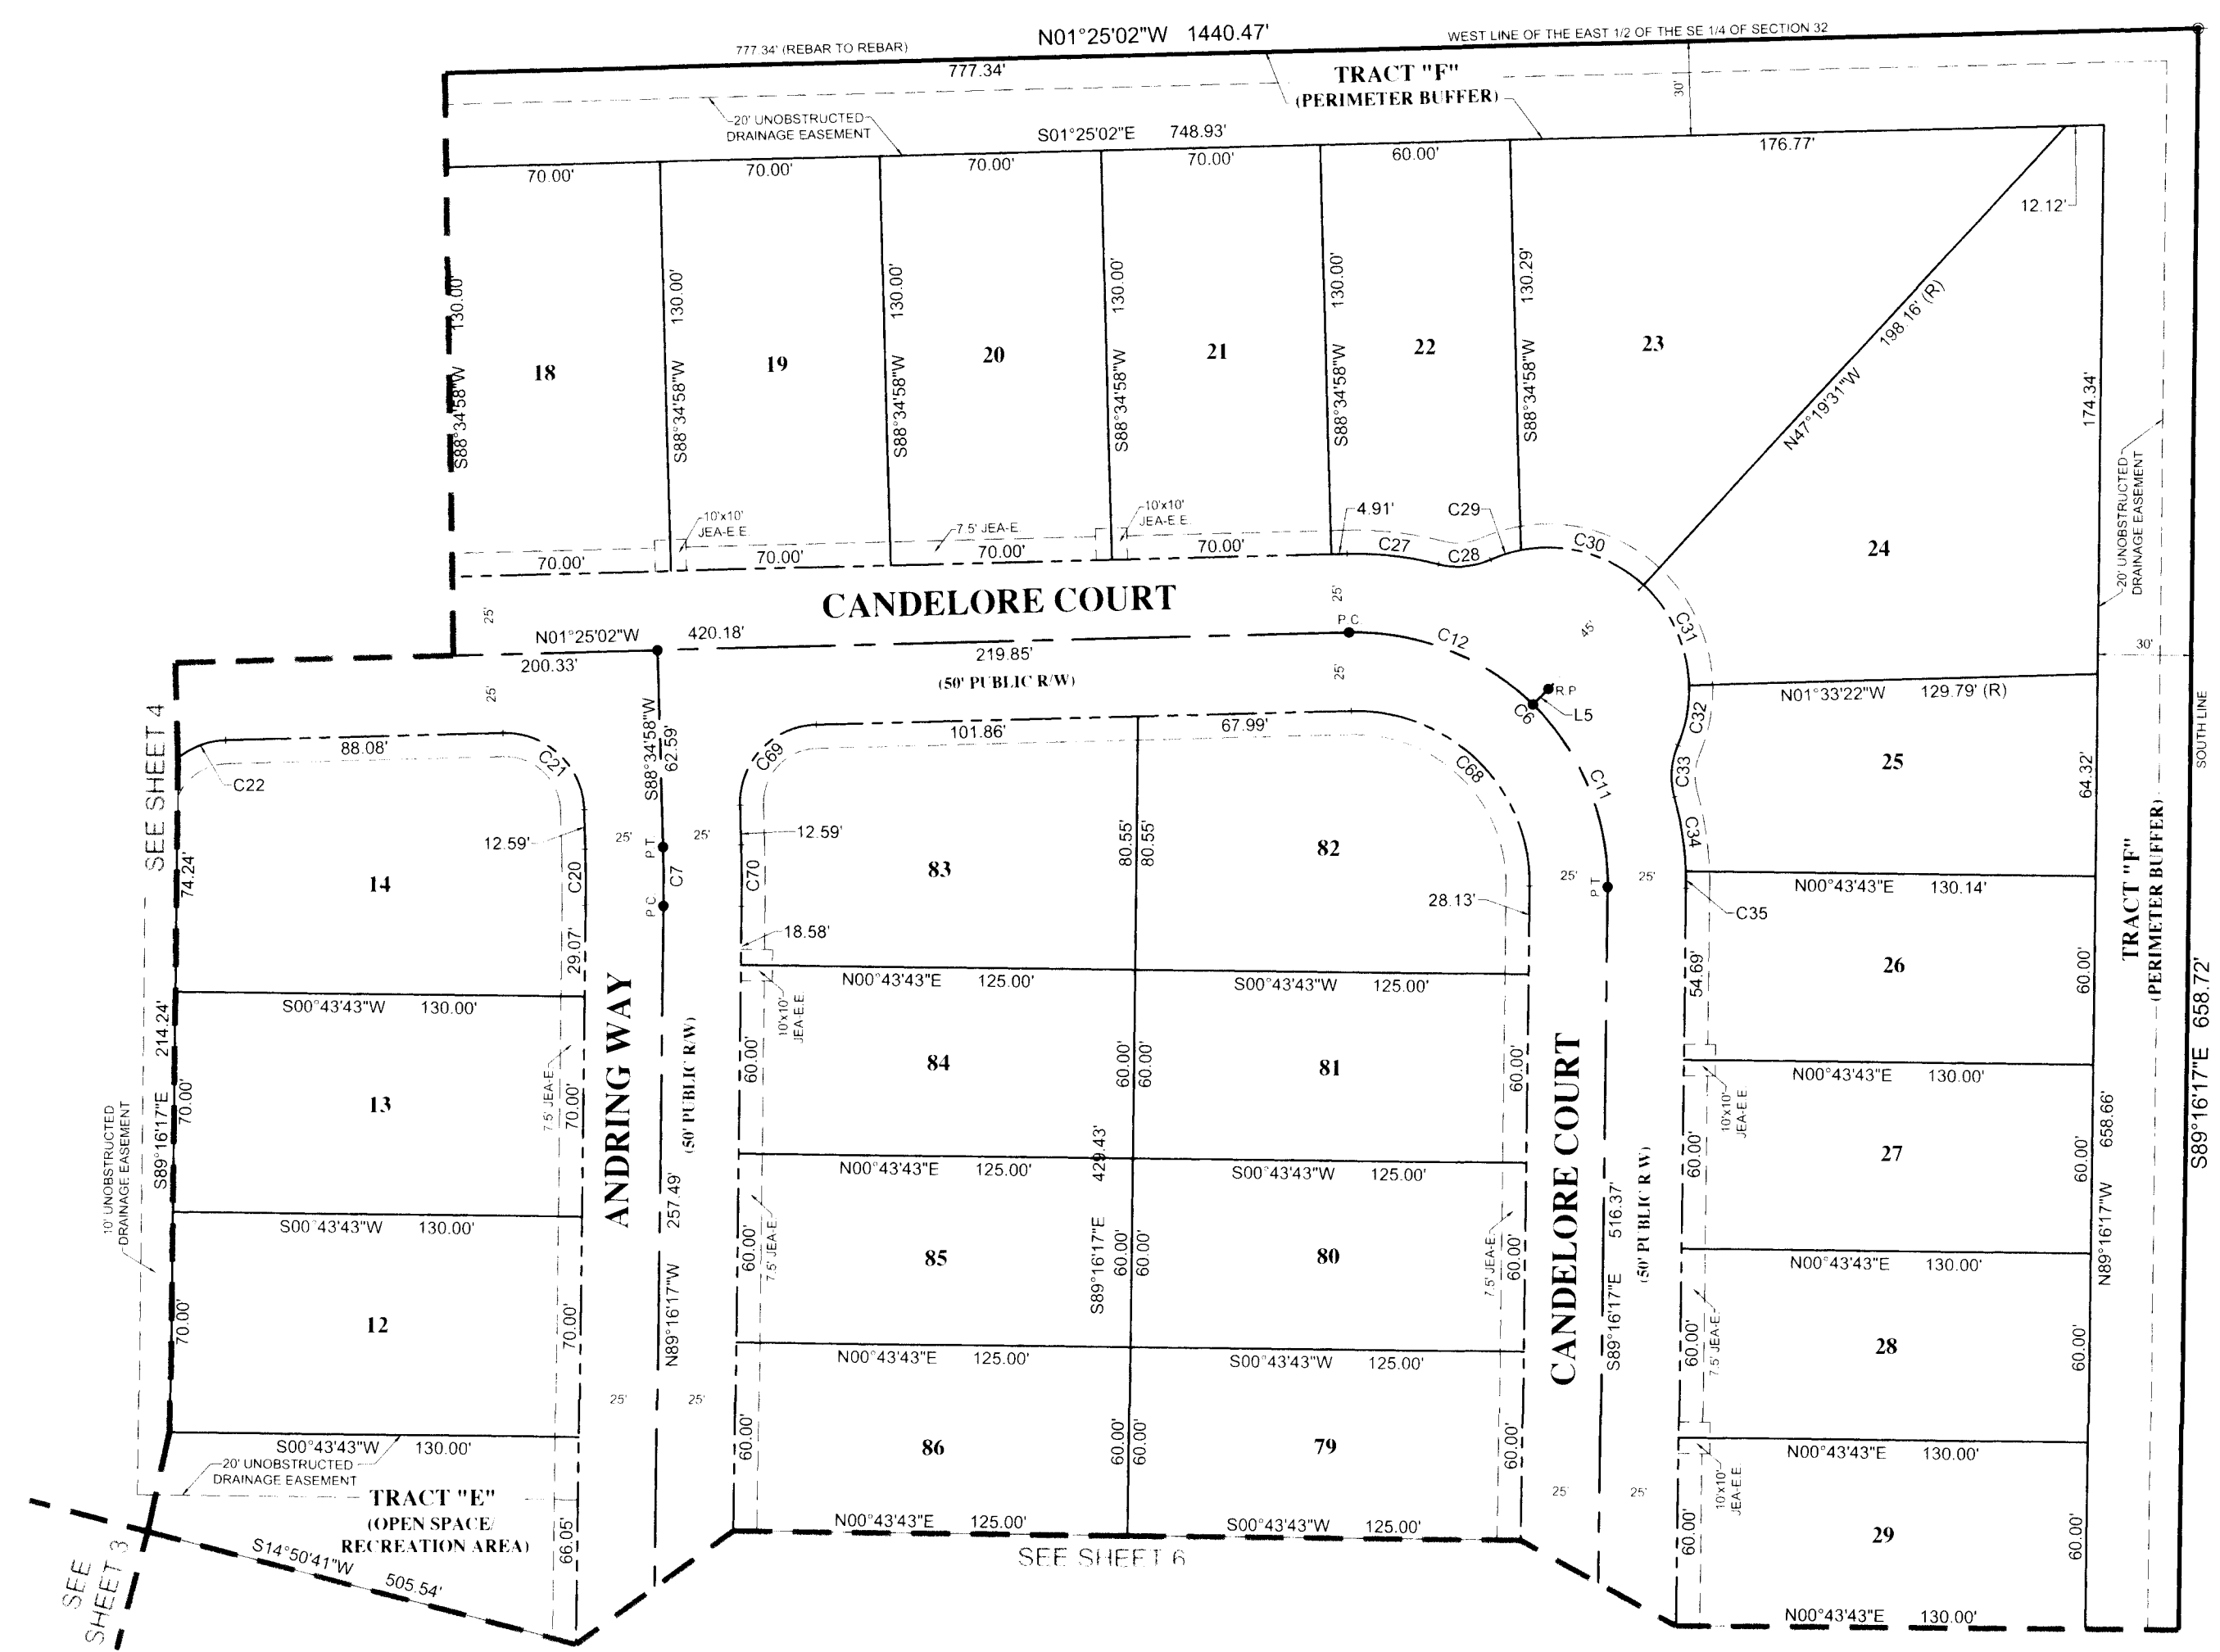 N01°25'02"W 1440.47'
777.34' (REBAR TO REBAR)
WEST LINE OF THE EAST 1/2 OF THE SE 1/4 OF SECTION 32
777.34'
TRACT "F"
(PERIMETER BUFFER)
30'
20' UNOBSTRUCTED
DRAINAGE EASEMENT
S01°25'02"E 748.93'
70.00'
70.00'
70.00'
70.00'
60.00'
176.77'
12.12'
S88°34'58"W 130.00'
S88°34'58"W 130.00'
S88°34'58"W 130.00'
S88°34'58"W 130.00'
S88°34'58"W 130.00'
S88°34'58"W 130.29'
N47°19'31"W 198.16' (R)
174.34'
18
19
20
21
22
23
24
20' UNOBSTRUCTED
DRAINAGE EASEMENT
10'x10'
JEA-E.E.
7.5' JEA-E
10'x10'
JEA-E.E.
4.91'
C29
C27
C28
C30
C31
70.00'
70.00'
70.00'
70.00'
CANDELORE COURT
25'
25'
P.C.
C12
45'
N01°25'02"W 420.18'
200.33'
219.85'
(50' PUBLIC R/W)
25'
25'
R.P.
L5
C6
C11
30'
N01°33'22"W 129.79' (R)
SOUTH LINE
SEE SHEET 4
88.08'
C21
C22
S88°34'58"W
62.59'
C69
101.86'
67.99'
C68
C32
C33
C34
25
64.32'
12.59'
25'
P.T.
25'
12.59'
C20
C7
C70
P.C.
74.24'
14
83
80.55'
80.55'
82
28.13'
25'
P.T.
25'
N00°43'43"E 130.14'
C35
TRACT "F"
(PERIMETER BUFFER)
29.07'
18.58'
N00°43'43"E 125.00'
S00°43'43"W 125.00'
54.69'
26
60.00'
S00°43'43"W 130.00'
10'x10'
JEA-E.E.
ANDRING WAY
(50' PUBLIC R/W)
S89°16'17"E 214.24'
70.00'
13
7.5' JEA-E
70.00'
60.00'
84
60.00'
60.00'
81
60.00'
CANDELORE COURT
N00°43'43"E 130.00'
10'x10'
JEA-E.E.
S89°16'17"E 658.72'
10' UNOBSTRUCTED
DRAINAGE EASEMENT
S00°43'43"W 130.00'
N00°43'43"E 125.00'
S00°43'43"W 125.00'
60.00'
27
60.00'
N89°16'17"W 658.66'
N89°16'17"W 257.49'
60.00'
7.5' JEA-E
85
S89°16'17"E 429.43'
60.00'
60.00'
80
7.5' JEA-E
60.00'
S89°16'17"E 516.37'
(50' PUBLIC R/W)
N00°43'43"E 130.00'
70.00'
12
70.00'
N00°43'43"E 125.00'
S00°43'43"W 125.00'
60.00'
7.5' JEA-E
28
60.00'
25'
25'
S00°43'43"W 130.00'
20' UNOBSTRUCTED
DRAINAGE EASEMENT
60.00'
86
60.00'
60.00'
79
60.00'
N00°43'43"E 130.00'
10'x10'
JEA-E.E.
TRACT "E"
(OPEN SPACE/
RECREATION AREA)
66.05'
25'
25'
N00°43'43"E 125.00'
S00°43'43"W 125.00'
60.00'
29
60.00'
SEE SHEET 6
S14°50'41"W 505.54'
SEE
SHEET 3
N00°43'43"E 130.00'